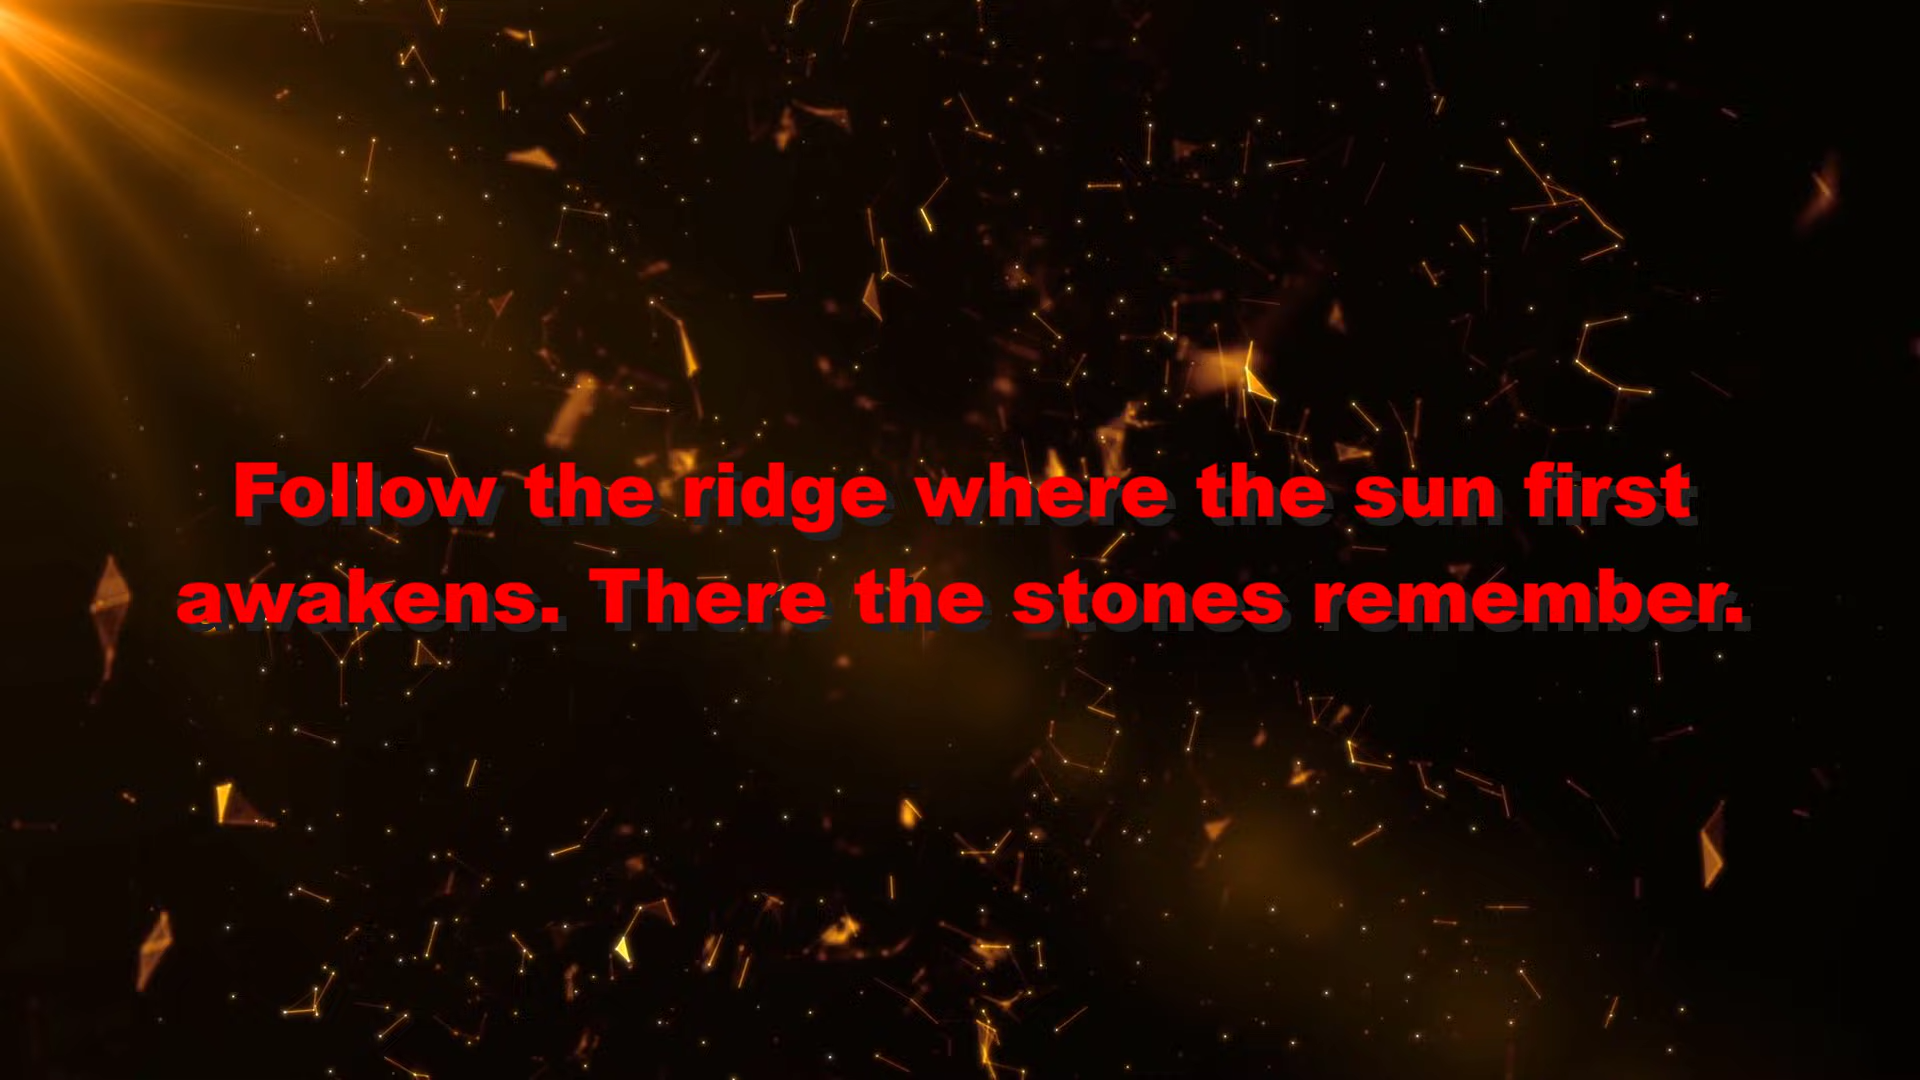 Follow the ridge where the sun first
awakens. There the stones remember.